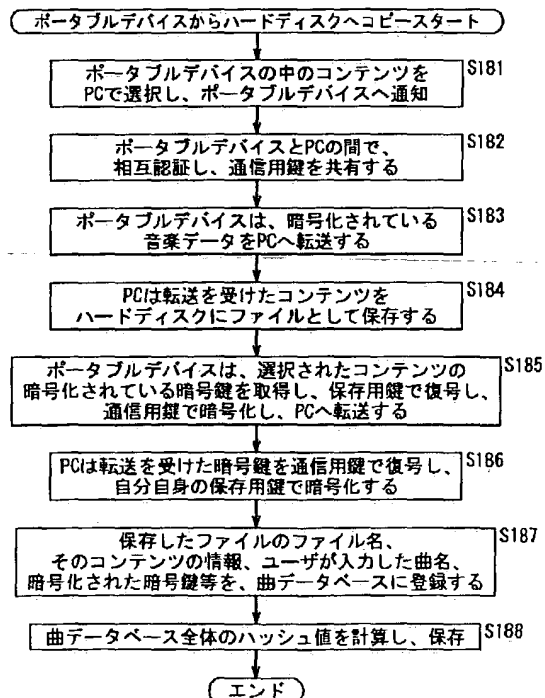 ポータブルデバイスからハードディスクへコピースタート
ポータブルデバイスの中のコンテンツを
PCで選択し、ポータブルデバイスへ通知
S181
ポータブルデバイスとPCの間で、
相互認証し、通信用鍵を共有する
S182
ポータブルデバイスは、暗号化されている
音楽データをPCへ転送する
S183
PCは転送を受けたコンテンツを
ハードディスクにファイルとして保存する
S184
ポータブルデバイスは、選択されたコンテンツの
暗号化されている暗号鍵を取得し、保存用鍵で復号し、
通信用鍵で暗号化し、PCへ転送する
S185
PCは転送を受けた暗号鍵を通信用鍵で復号し、
自分自身の保存用鍵で暗号化する
S186
保存したファイルのファイル名、
そのコンテンツの情報、ユーザが入力した曲名、
暗号化された暗号鍵等を、曲データベースに登録する
S187
曲データベース全体のハッシュ値を計算し、保存
S188
エンド